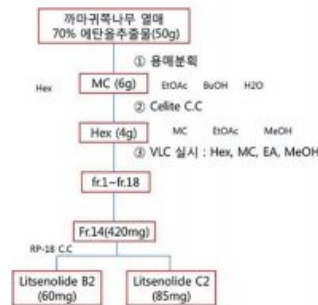 까마귀쪽나무 열매
70% 에탄올추출물(50g)
① 용매분획
Hex MC (6g) EtOAc BuOH H2O
② Celite C.C
Hex (4g) MC EtOAc MeOH
③ VLC 실시 : Hex, MC, EA, MeOH
fr.1~fr.18
Fr.14(420mg)
RP-18 C.C
Litsenolide B2 Litsenolide C2
(60mg) (85mg)